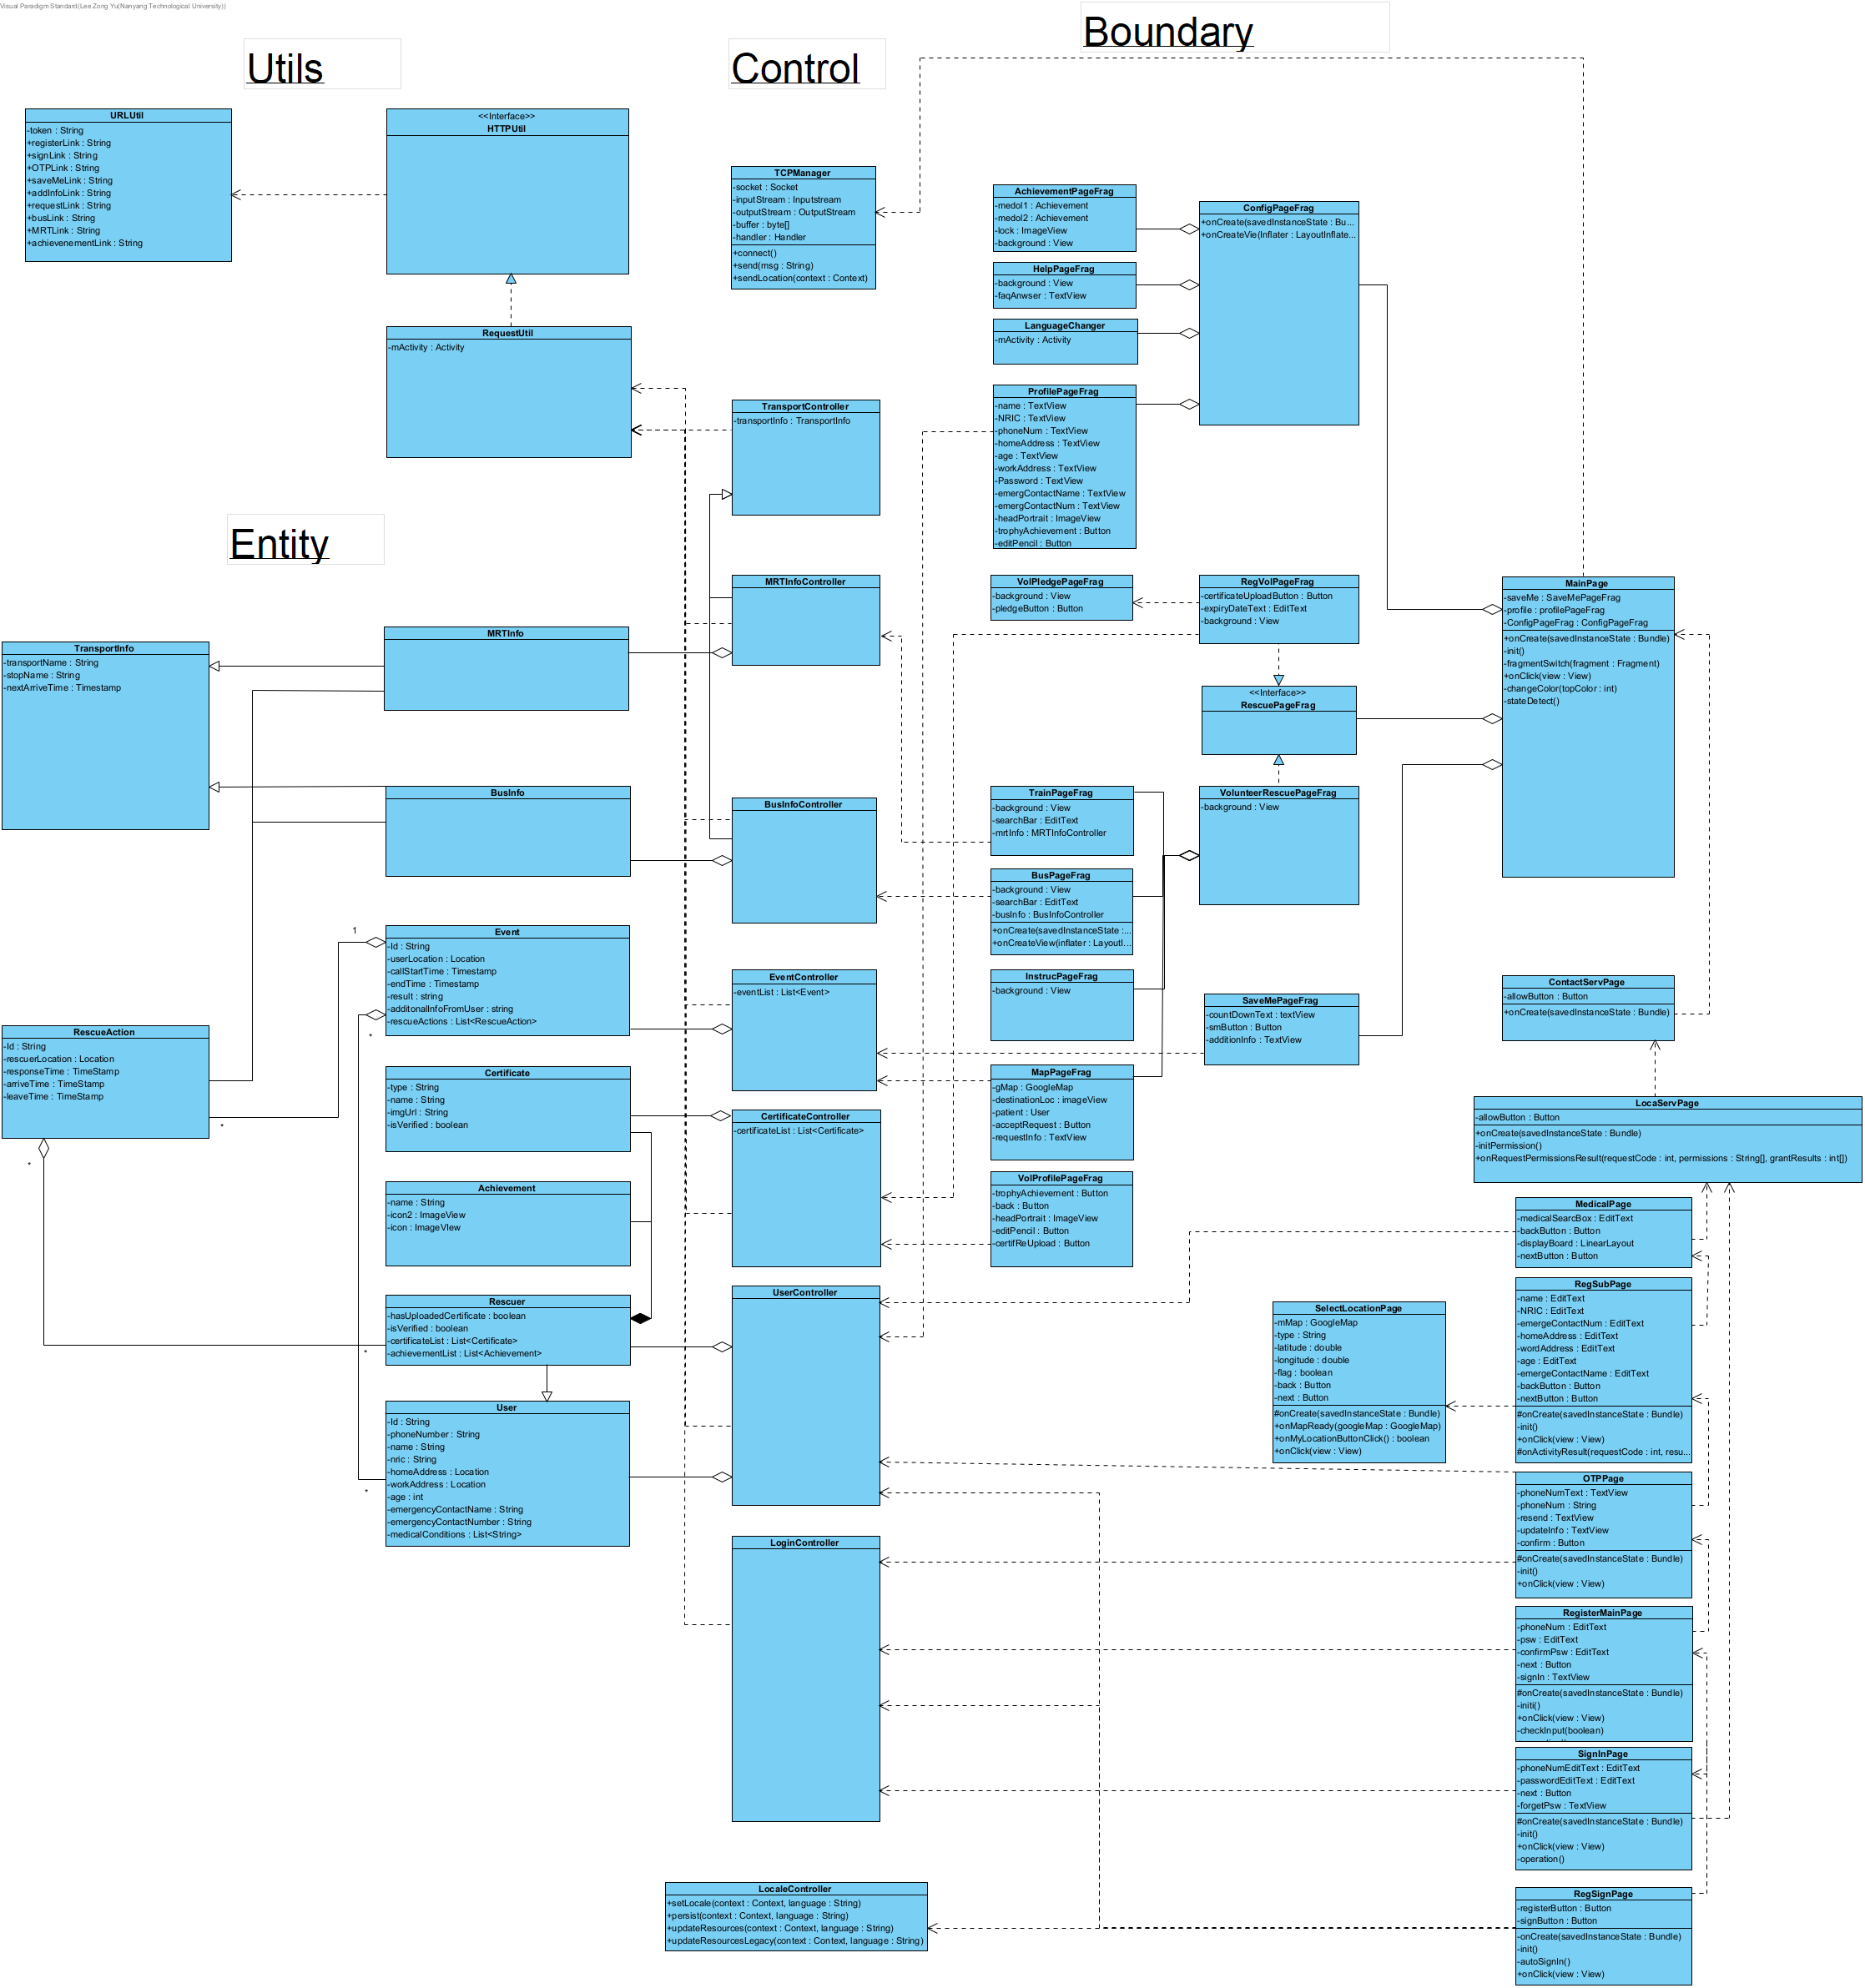 Visual Paradigm Standard(Lee Zong Yu(Nanyang Technological University))
Utils
Control
Boundary
URLUtil
-token : String
+registerLink : String
+signLink : String
+OTPLink : String
+saveMeLink : String
+addInfoLink : String
+requestLink : String
+busLink : String
+MRTLink : String
+achievenementLink : String
<<Interface>>
HTTPUtil
RequestUtil
-mActivity : Activity
TCPManager
-socket : Socket
-inputStream : Inputstream
-outputStream : OutputStream
-buffer : byte[]
-handler : Handler
+connect()
+send(msg : String)
+sendLocation(context : Context)
AchievementPageFrag
-medol1 : Achievement
-medol2 : Achievement
-lock : ImageView
-background : View
HelpPageFrag
-background : View
-faqAnwser : TextView
LanguageChanger
-mActivity : Activity
ConfigPageFrag
+onCreate(savedInstanceState : Bu...
+onCreateVie(Inflater : LayoutInflate...
ProfilePageFrag
-name : TextView
-NRIC : TextView
-phoneNum : TextView
-homeAddress : TextView
-age : TextView
-workAddress : TextView
-Password : TextView
-emergContactName : TextView
-emergContactNum : TextView
-headPortrait : ImageView
-trophyAchievement : Button
-editPencil : Button
TransportController
-transportInfo : TransportInfo
Entity
TransportInfo
-transportName : String
-stopName : String
-nextArriveTime : Timestamp
MRTInfo
BusInfo
MRTInfoController
BusInfoController
VolPledgePageFrag
-background : View
-pledgeButton : Button
RegVolPageFrag
-certificateUploadButton : Button
-expiryDateText : EditText
-background : View
<<Interface>>
RescuePageFrag
MainPage
-saveMe : SaveMePageFrag
-profile : profilePageFrag
-ConfigPageFrag : ConfigPageFrag
+onCreate(savedInstanceState : Bundle)
-init()
-fragmentSwitch(fragment : Fragment)
+onClick(view : View)
-changeColor(topColor : int)
-stateDetect()
TrainPageFrag
-background : View
-searchBar : EditText
-mrtInfo : MRTInfoController
VolunteerRescuePageFrag
-background : View
BusPageFrag
-background : View
-searchBar : EditText
-busInfo : BusInfoController
+onCreate(savedInstanceState :...
+onCreateView(inflater : LayoutI...
InstrucPageFrag
-background : View
SaveMePageFrag
-countDownText : textView
-smButton : Button
-additionInfo : TextView
ContactServPage
-allowButton : Button
+onCreate(savedInstanceState : Bundle)
1
Event
-Id : String
-userLocation : Location
-callStartTime : Timestamp
-endTime : Timestamp
-result : string
-additonalInfoFromUser : string
-rescueActions : List<RescueAction>
*
EventController
-eventList : List<Event>
RescueAction
-Id : String
-rescuerLocation : Location
-responseTime : TimeStamp
-arriveTime : TimeStamp
-leaveTime : TimeStamp
*
*
Certificate
-type : String
-name : String
-imgUrl : String
-isVerified : boolean
CertificateController
-certificateList : List<Certificate>
MapPageFrag
-gMap : GoogleMap
-destinationLoc : imageView
-patient : User
-acceptRequest : Button
-requestInfo : TextView
LocaServPage
-allowButton : Button
+onCreate(savedInstanceState : Bundle)
-initPermission()
+onRequestPermissionsResult(requestCode : int, permissions : String[], grantResults : int[])
Achievement
-name : String
-icon2 : ImageView
-icon : ImageVIew
VolProfilePageFrag
-trophyAchievement : Button
-back : Button
-headPortrait : ImageView
-editPencil : Button
-certifReUpload : Button
MedicalPage
-medicalSearcBox : EditText
-backButton : Button
-displayBoard : LinearLayout
-nextButton : Button
Rescuer
-hasUploadedCertificate : boolean
-isVerified : boolean
-certificateList : List<Certificate>
-achievementList : List<Achievement>
*
UserController
SelectLocationPage
-mMap : GoogleMap
-type : String
-latitude : double
-longitude : double
-flag : boolean
-back : Button
-next : Button
#onCreate(savedInstanceState : Bundle)
+onMapReady(googleMap : GoogleMap)
+onMyLocationButtonClick() : boolean
+onClick(view : View)
RegSubPage
-name : EditText
-NRIC : EditText
-emergeContactNum : EditText
-homeAddress : EditText
-wordAddress : EditText
-age : EditText
-emergeContactName : EditText
-backButton : Button
-nextButton : Button
#onCreate(savedInstanceState : Bundle)
-init()
+onClick(view : View)
#onActivityResult(requestCode : int, resu...
User
-Id : String
-phoneNumber : String
-name : String
-nric : String
-homeAddress : Location
-workAddress : Location
-age : int
-emergencyContactName : String
-emergencyContactNumber : String
-medicalConditions : List<String>
*
OTPPage
-phoneNumText : TextView
-phoneNum : String
-resend : TextView
-updateInfo : TextView
-confirm : Button
#onCreate(savedInstanceState : Bundle)
-init()
+onClick(view : View)
LoginController
RegisterMainPage
-phoneNum : EditText
-psw : EditText
-confirmPsw : EditText
-next : Button
-signIn : TextView
#onCreate(savedInstanceState : Bundle)
-initi()
+onClick(view : View)
-checkInput(boolean)
SignInPage
-phoneNumEditText : EditText
-passwordEditText : EditText
-next : Button
-forgetPsw : TextView
#onCreate(savedInstanceState : Bundle)
-init()
+onClick(view : View)
-operation()
LocaleController
+setLocale(context : Context, language : String)
+persist(context : Context, language : String)
+updateResources(context : Context, language : String)
+updateResourcesLegacy(context : Context, language : String)
RegSignPage
-registerButton : Button
-signButton : Button
-onCreate(savedInstanceState : Bundle)
-init()
-autoSignIn()
+onClick(view : View)